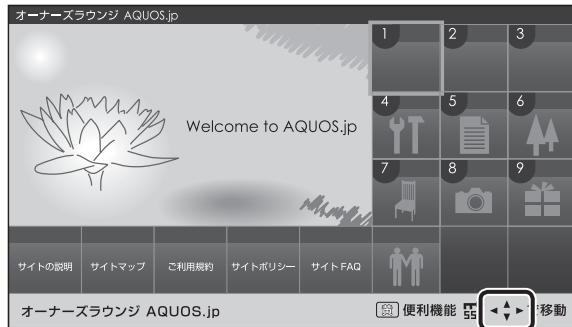 オーナーズラウンジ AQUOS.jp
1 2 3
Welcome to AQUOS.jp
4 5 6
7 8 9
サイトの説明 サイトマップ ご利用規約 サイトポリシー サイトFAQ
オーナーズラウンジ AQUOS.jp 便利機能 で移動